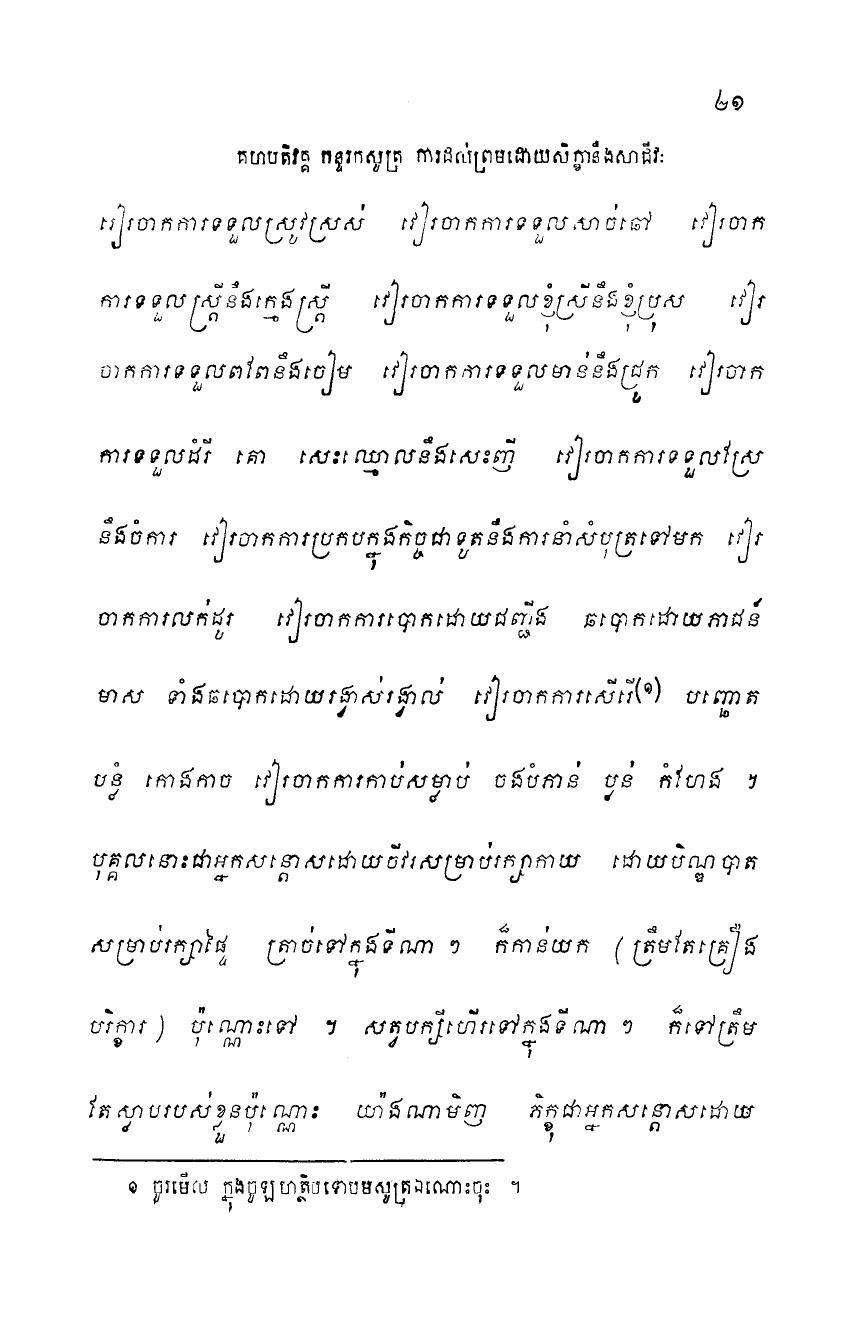 ២១
គហបតិវគ្គ កន្ទរកសូត្រ ការដល់ព្រមដោយសិក្ខានឹងសាជីវៈ
វៀរចាកការទទួលស្រូវស្រស់ វៀរចាកការទទួលសាច់ឆៅ វៀរចាក
ការទទួលស្ត្រីនឹងក្មេងស្ត្រី វៀរចាកការទទួលខ្ញុំស្រីនឹងខ្ញុំប្រុស វៀរ
ចាកការទទួលពពែនឹងចៀម វៀរចាកការទទួលមាន់នឹងជ្រូក វៀរចាក
ការទទួលដំរី គោ សេះឈ្មោលនឹងសេះញី វៀរចាកការទទួលស្រែ
នឹងចំការ វៀរចាកការប្រកបក្នុងកិច្ចជាទូតនឹងការនាំសំបុត្រទៅមក វៀរ
ចាកការលក់ដូរ វៀរចាកការបោកដោយជញ្ជីង ឆបោកដោយភាជន៍
មាស ទាំងឆបោកដោយរង្វាស់រង្វាល់ វៀរចាកការសើរើ(១) បញ្ឆោត
បន្លំ កោងកាច វៀរចាកការកាប់សម្លាប់ ចងបំកាន់ ប្លន់ កំហែង ។
បុគ្គលនោះជាអ្នកសន្តោសដោយចីវរសម្រាប់រក្សាកាយ ដោយបិណ្ឌបាត
សម្រាប់រក្សាផ្ទៃ ត្រាច់ទៅក្នុងទីណា ៗ ក៏កាន់យក (ត្រឹមតែគ្រឿង
បរិក្ខារ) ប៉ុណ្ណោះទៅ ។ សត្វបក្សីហើរទៅក្នុងទីណា ៗ ក៏ទៅត្រឹម
តែស្លាបរបស់ខ្លួនប៉ុណ្ណោះ យ៉ាងណាមិញ ភិក្ខុជាអ្នកសន្តោសដោយ
១ ចូរមើល ក្នុងចូឡហត្ថិបទោបមសូត្រឯណោះចុះ ។